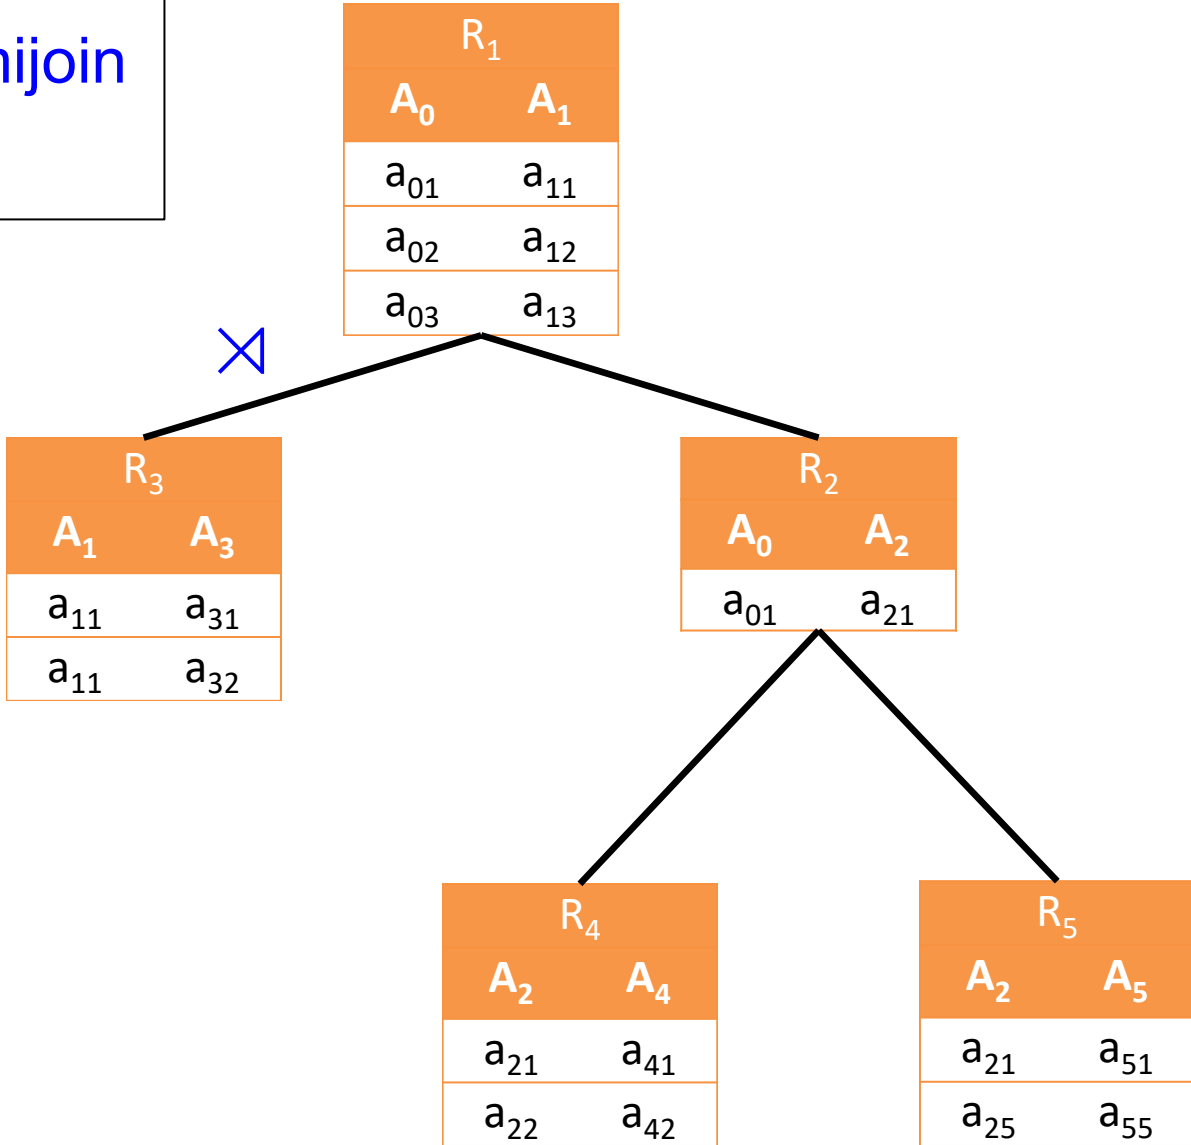 nijoin
R₁
A₀ A₁
a₀₁ a₁₁
a₀₂ a₁₂
a₀₃ a₁₃
⋊
R₃
A₁ A₃
a₁₁ a₃₁
a₁₁ a₃₂
R₂
A₀ A₂
a₀₁ a₂₁
R₄
A₂ A₄
a₂₁ a₄₁
a₂₂ a₄₂
R₅
A₂ A₅
a₂₁ a₅₁
a₂₅ a₅₅